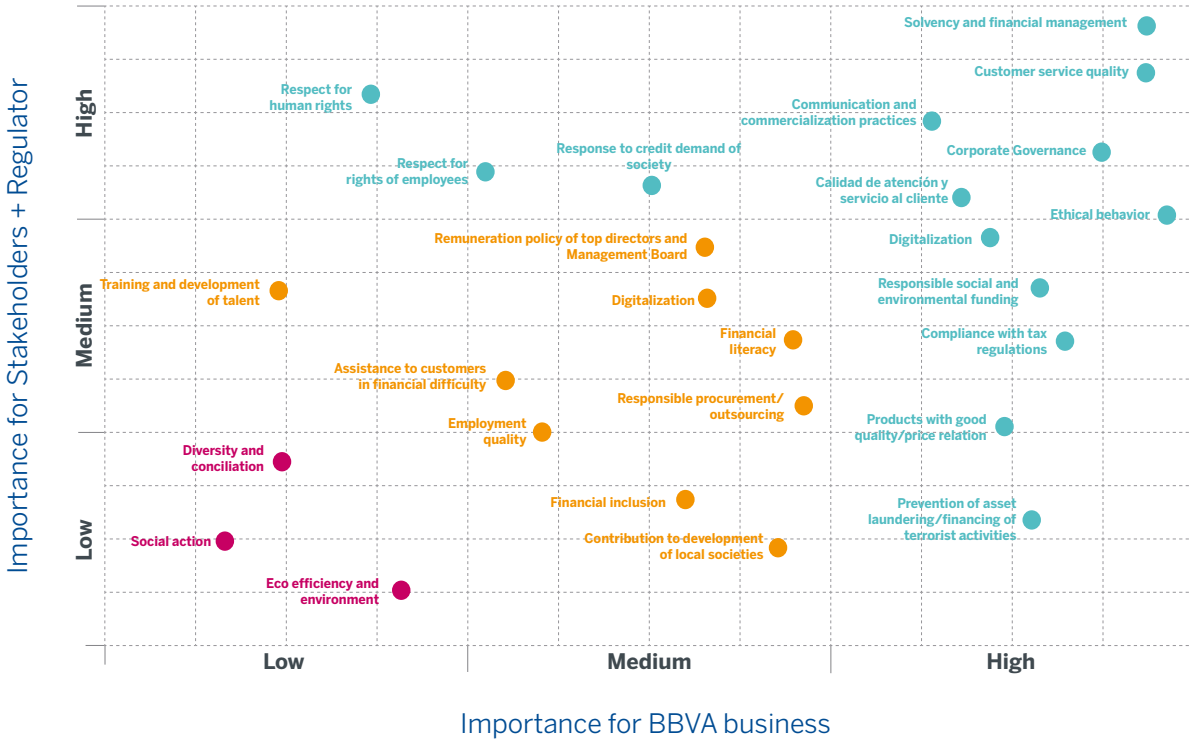 Solvency and financial management
Customer service quality
Respect for
human rights
Communication and
commercialization practices
Response to credit demand of
society
Corporate Governance
Respect for
rights of employees
Calidad de atención y
servicio al cliente
Ethical behavior
Remuneration policy of top directors and
Management Board
Digitalization
Training and development
of talent
Digitalization
Responsible social and
environmental funding
Financial
literacy
Compliance with tax
regulations
Assistance to customers
in financial difficulty
Responsible procurement/
outsourcing
Employment
quality
Products with good
quality/price relation
Diversity and
conciliation
Financial inclusion
Prevention of asset
laundering/financing of
terrorist activities
Social action
Contribution to development
of local societies
Eco efficiency and
environment
High
Medium
Low
Importance for Stakeholders + Regulator
Low
Medium
High
Importance for BBVA business